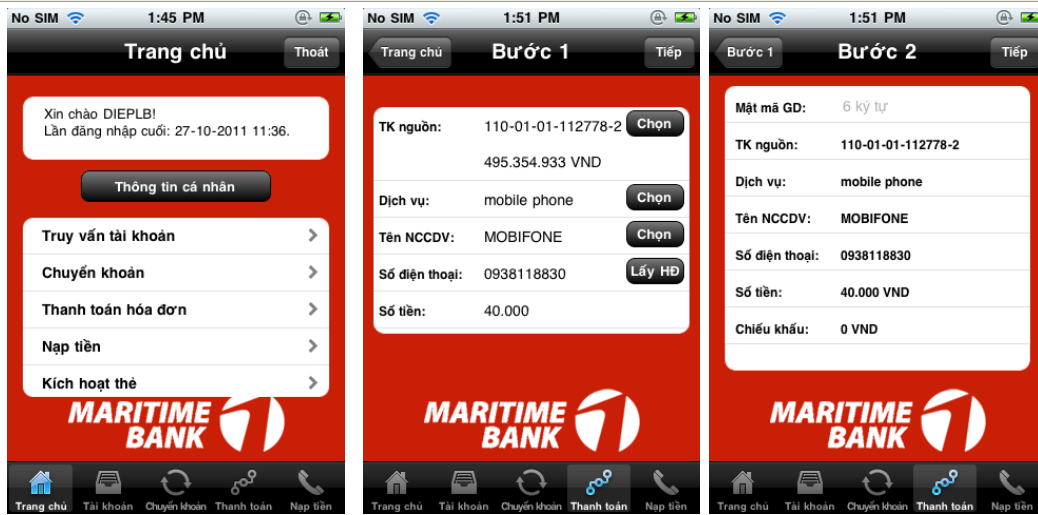 No SIM 1:45 PM
Trang chủ Thoát
Xin chào DIEPLB!
Lần đăng nhập cuối: 27-10-2011 11:36.
Thông tin cá nhân
Truy vấn tài khoản
Chuyển khoản
Thanh toán hóa đơn
Nạp tiền
Kích hoạt thẻ
MARITIME
BANK
Trang chủ Tài khoản Chuyển khoản Thanh toán Nạp tiền
No SIM 1:51 PM
Trang chủ Bước 1 Tiếp
TK nguồn: 110-01-01-112778-2 Chọn
495.354.933 VND
Dịch vụ: mobile phone Chọn
Tên NCCDV: MOBIFONE Chọn
Số điện thoại: 0938118830 Lấy HĐ
Số tiền: 40.000
MARITIME
BANK
Trang chủ Tài khoản Chuyển khoản Thanh toán Nạp tiền
No SIM 1:51 PM
Bước 1 Bước 2 Tiếp
Mật mã GD: 6 ký tự
TK nguồn: 110-01-01-112778-2
Dịch vụ: mobile phone
Tên NCCDV: MOBIFONE
Số điện thoại: 0938118830
Số tiền: 40.000 VND
Chiếu khấu: 0 VND
MARITIME
BANK
Trang chủ Tài khoản Chuyển khoản Thanh toán Nạp tiền